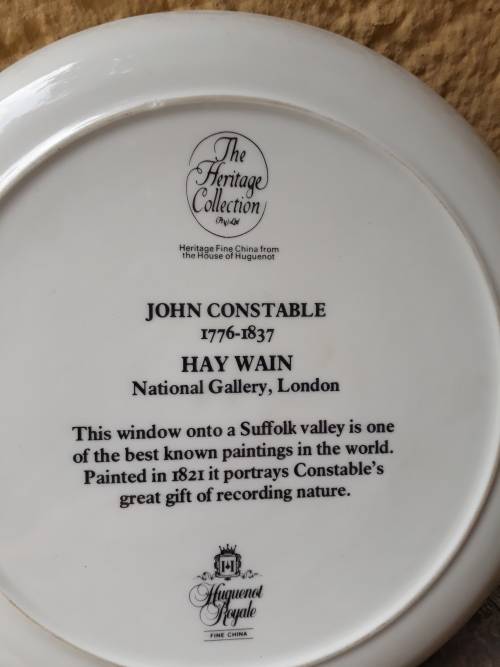 The
Heritage
Collection
(Pty) Ltd
Heritage Fine China from
the House of Huguenot
JOHN CONSTABLE
1776-1837
HAY WAIN
National Gallery, London
This window onto a Suffolk valley is one
of the best known paintings in the world.
Painted in 1821 it portrays Constable's
great gift of recording nature.
H
Huguenot
Royale
FINE CHINA